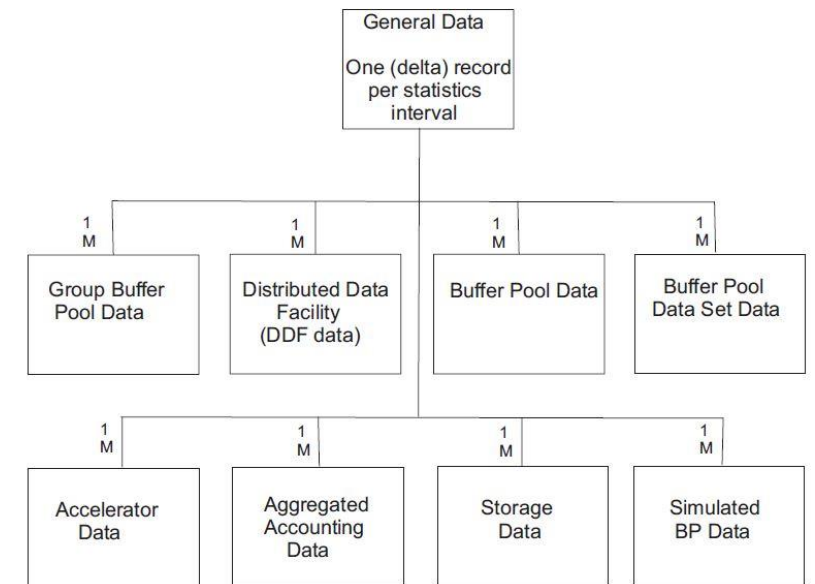 General Data
One (delta) record
per statistics
interval
1
M
1
M
1
M
1
M
Group Buffer
Pool Data
Distributed Data
Facility
(DDF data)
Buffer Pool Data
Buffer Pool
Data Set Data
1
M
1
M
1
M
1
M
Accelerator
Data
Aggregated
Accounting
Data
Storage
Data
Simulated
BP Data